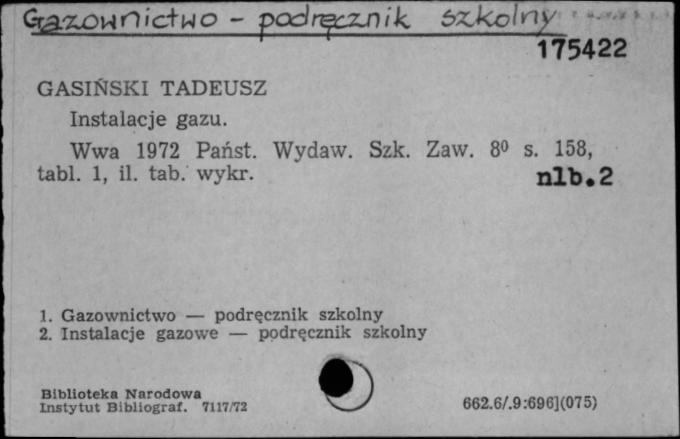 Gazownictwo - podręcznik szkolny
175422
GASIŃSKI TADEUSZ
Instalacje gazu.
Wwa 1972 Państ. Wydaw. Szk. Zaw. 8⁰ s. 158,
tabl. 1, il. tab. wykr.
nlb.2
1. Gazownictwo — podręcznik szkolny
2. Instalacje gazowe — podręcznik szkolny
Biblioteka Narodowa
Instytut Bibliograf. 7117/72
662.6/.9:696](075)